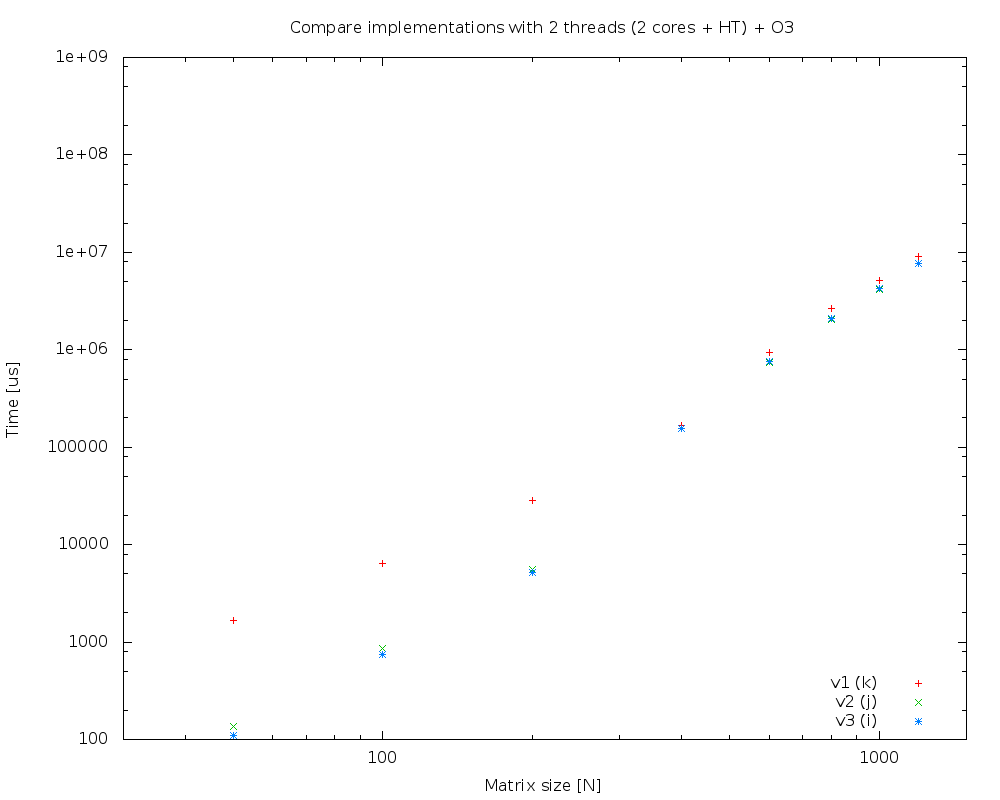 Compare implementations with 2 threads (2 cores + HT) + O3
1e+09
1e+08
1e+07
1e+06
100000
10000
1000
100
Time [us]
v1 (k)
v2 (j)
v3 (i)
100
1000
Matrix size [N]